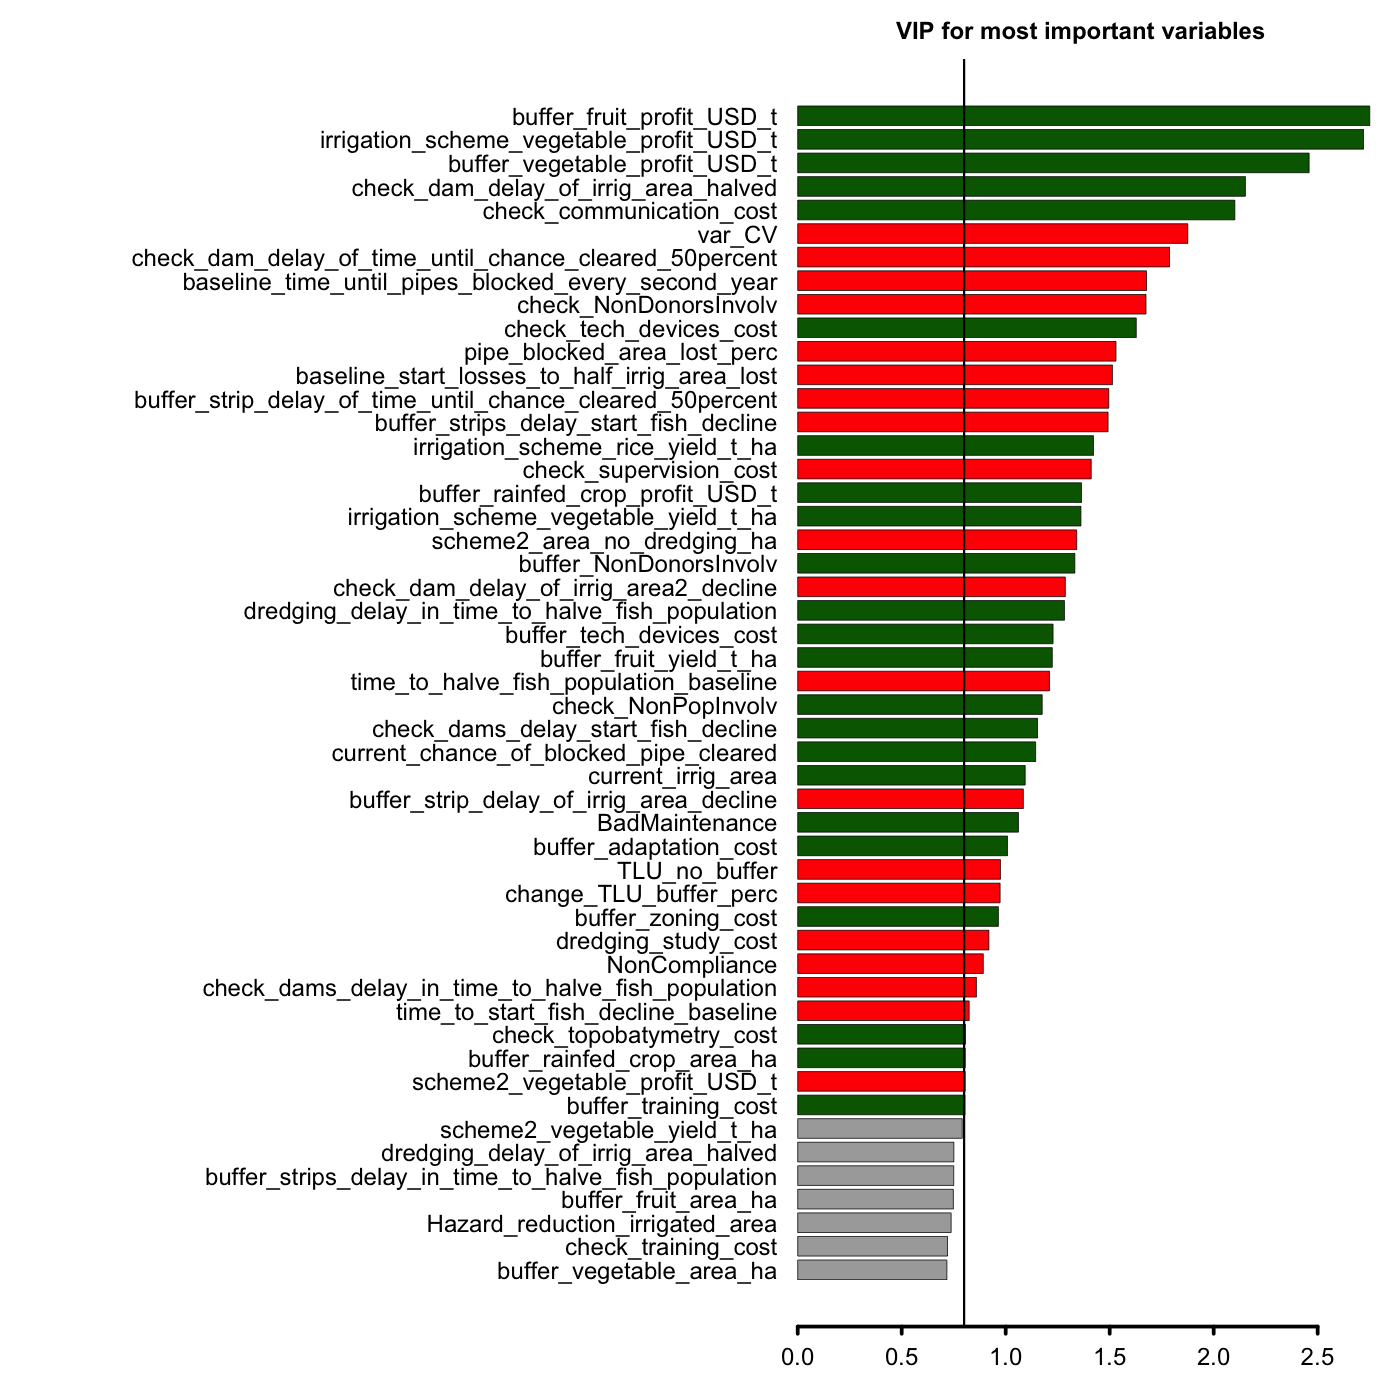 VIP for most important variables
buffer_fruit_profit_USD_t
irrigation_scheme_vegetable_profit_USD_t
buffer_vegetable_profit_USD_t
check_dam_delay_of_irrig_area_halved
check_communication_cost
var_CV
check_dam_delay_of_time_until_chance_cleared_50percent
baseline_time_until_pipes_blocked_every_second_year
check_NonDonorsInvolv
check_tech_devices_cost
pipe_blocked_area_lost_perc
baseline_start_losses_to_half_irrig_area_lost
buffer_strip_delay_of_time_until_chance_cleared_50percent
buffer_strips_delay_start_fish_decline
irrigation_scheme_rice_yield_t_ha
check_supervision_cost
buffer_rainfed_crop_profit_USD_t
irrigation_scheme_vegetable_yield_t_ha
scheme2_area_no_dredging_ha
buffer_NonDonorsInvolv
check_dam_delay_of_irrig_area2_decline
dredging_delay_in_time_to_halve_fish_population
buffer_tech_devices_cost
buffer_fruit_yield_t_ha
time_to_halve_fish_population_baseline
check_NonPopInvolv
check_dams_delay_start_fish_decline
current_chance_of_blocked_pipe_cleared
current_irrig_area
buffer_strip_delay_of_irrig_area_decline
BadMaintenance
buffer_adaptation_cost
TLU_no_buffer
change_TLU_buffer_perc
buffer_zoning_cost
dredging_study_cost
NonCompliance
check_dams_delay_in_time_to_halve_fish_population
time_to_start_fish_decline_baseline
check_topobatymetry_cost
buffer_rainfed_crop_area_ha
scheme2_vegetable_profit_USD_t
buffer_training_cost
scheme2_vegetable_yield_t_ha
dredging_delay_of_irrig_area_halved
buffer_strips_delay_in_time_to_halve_fish_population
buffer_fruit_area_ha
Hazard_reduction_irrigated_area
check_training_cost
buffer_vegetable_area_ha
0.0 0.5 1.0 1.5 2.0 2.5